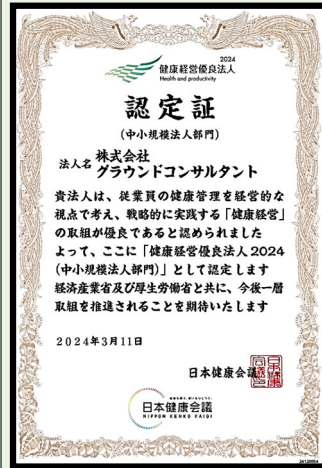 2024
健康経営優良法人
Health and productivity
認定証
(中小規模法人部門)
法人名 株式会社
グラウンドコンサルタント
貴法人は、従業員の健康管理を経営的な
視点で考え、戦略的に実践する「健康経営」
の取組が優良であると認められました
よって、ここに「健康経営優良法人2024
(中小規模法人部門)」として認定します
経済産業省及び厚生労働省と共に、今後一層
取組を推進されることを期待いたします
2024年3月11日
日本健康会議
日本健康会議
NIPPON KENKO KAIGI